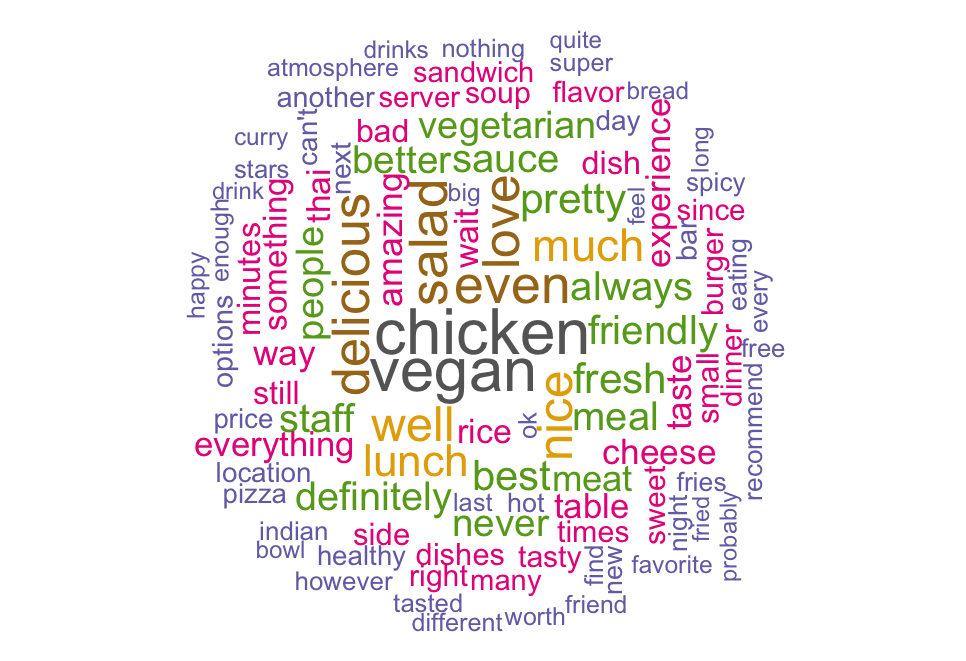 quite
drinks
nothing
super
atmosphere
sandwich
another
server
soup
flavor
bread
can't
bad
vegetarian
day
experience
curry
next
better
sauce
dish
long
stars
thai
spicy
drink
something
delicious
amazing
salad
big
wait
love
pretty
feel
since
enough
minutes
people
much
bar
burger
happy
options
even
always
eating
every
way
chicken
friendly
free
vegan
nice
fresh
taste
small
dinner
still
price
staff
well
rice
ok
meal
recommend
everything
lunch
cheese
location
best
meat
sweet
fries
pizza
definitely
last
hot
table
night
fried
probably
indian
side
never
times
bowl
healthy
dishes
tasty
find
new
favorite
however
right
many
tasted
friend
different
worth